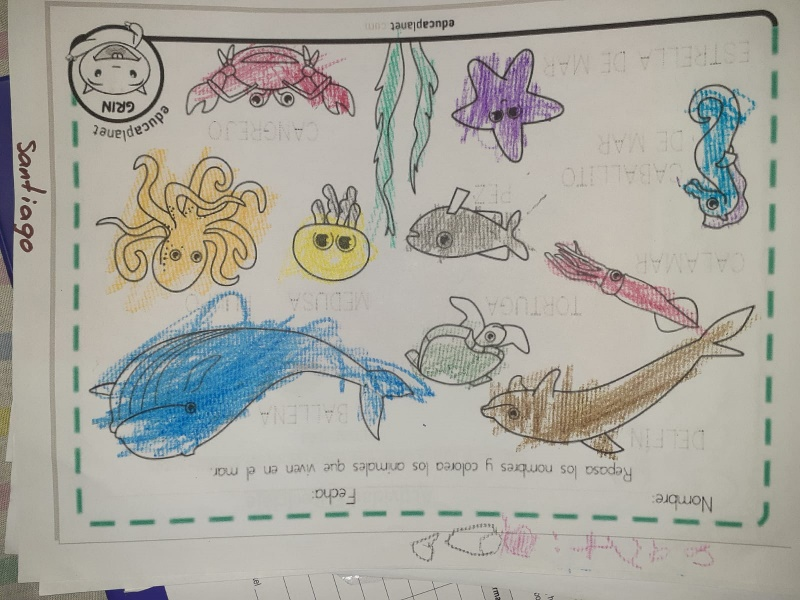 Nombre: Fecha:
Repasa los nombres y colorea los animales que viven en el mar.
DELFÍN
BALLENA
TORTUGA
MEDUSA
CALAMAR
PEZ
CABALLITO
DE MAR
CANGREJO
ESTRELLA DE MAR
educaplanet
GRIN
educaplanet.com
Santiago